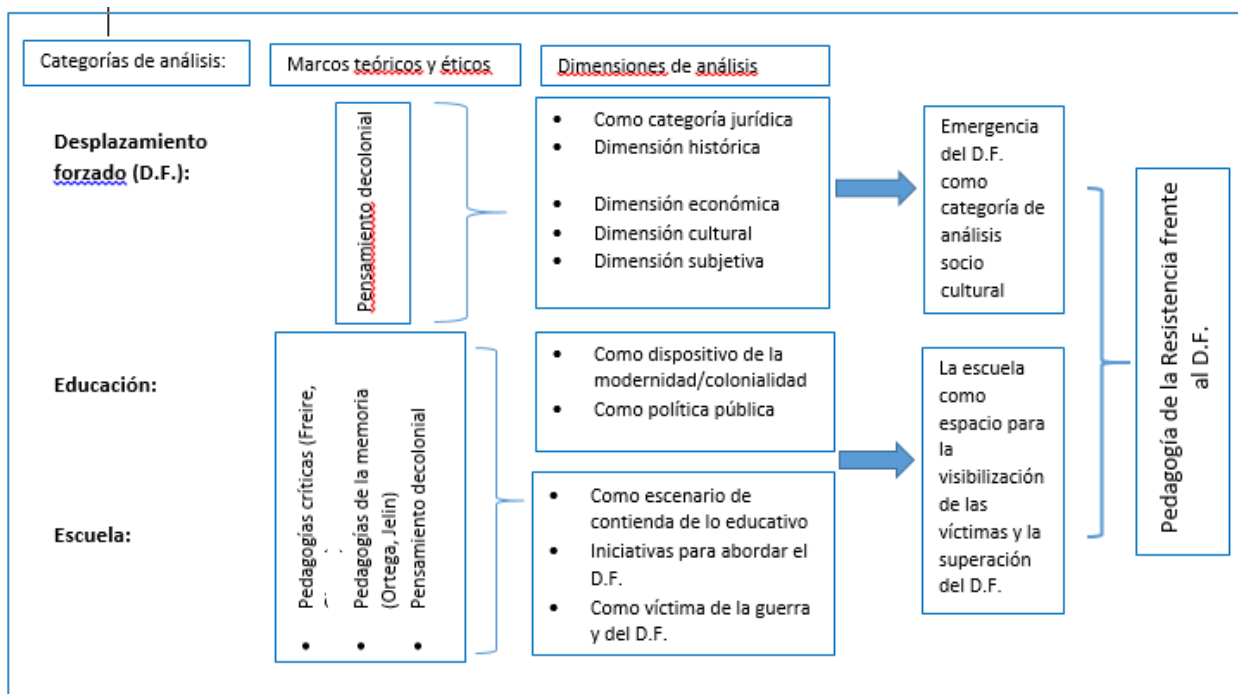 Categorías de análisis:
Marcos teóricos y éticos
Dimensiones de análisis
Desplazamiento
forzado (D.F.):
Pensamiento decolonial
• Como categoría jurídica
• Dimensión histórica
• Dimensión económica
• Dimensión cultural
• Dimensión subjetiva
Emergencia
del D.F.
como
categoría de
análisis
socio
cultural
Educación:
Escuela:
• Pedagogías críticas (Freire,
• Pedagogías de la memoria
(Ortega, Jelin)
• Pensamiento decolonial
• Como dispositivo de la
modernidad/colonialidad
• Como política pública
• Como escenario de
contienda de lo educativo
• Iniciativas para abordar el
D.F.
• Como víctima de la guerra
y del D.F.
La escuela
como
espacio para
la
visibilización
de las
víctimas y la
superación
del D.F.
Pedagogía de la Resistencia frente
al D.F.